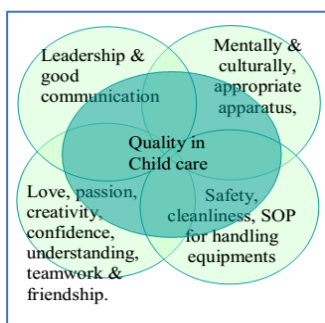 Leadership &
good
communication
Mentally &
culturally,
appropriate
apparatus,
Quality in
Child care
Love, passion,
creativity,
confidence,
understanding,
teamwork &
friendship.
Safety,
cleanliness, SOP
for handling
equipments